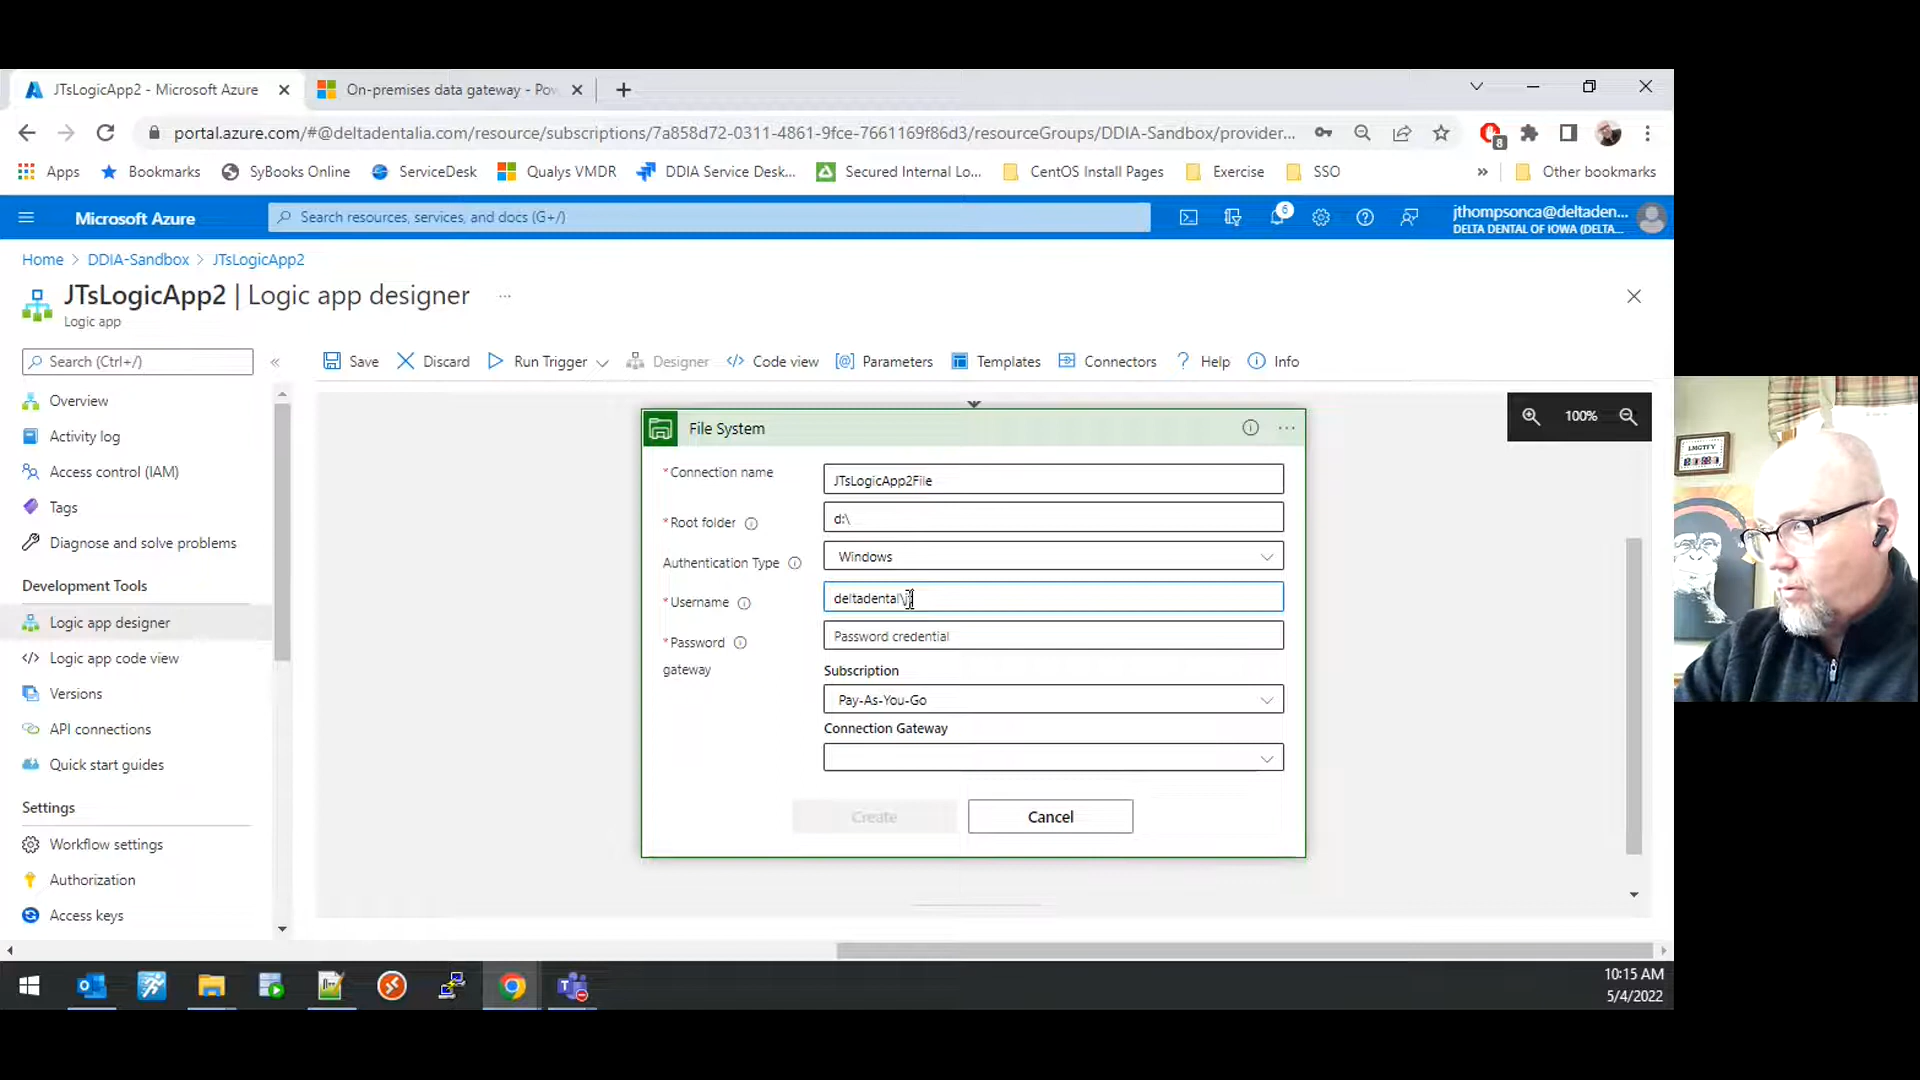 JTsLogicApp2 - Microsoft Azure
On-premises data gateway - Pow
portal.azure.com/#@deltadentalia.com/resource/subscriptions/7a858d72-0311-4861-9fce-7661169f86d3/resourceGroups/DDIA-Sandbox/provider...
8
Apps Bookmarks SyBooks Online ServiceDesk Qualys VMDR DDIA Service Desk... Secured Internal Lo... CentOS Install Pages Exercise SSO » Other bookmarks
Microsoft Azure
Search resources, services, and docs (G+/)
6
jthompsonca@deltaden...
DELTA DENTAL OF IOWA (DELTA...
Home > DDIA-Sandbox > JTsLogicApp2
JTsLogicApp2 | Logic app designer ...
Logic app
Search (Ctrl+/) «
Save Discard Run Trigger Designer Code view Parameters Templates Connectors ? Help Info
Overview
Activity log
Access control (IAM)
Tags
Diagnose and solve problems
Development Tools
Logic app designer
Logic app code view
Versions
API connections
Quick start guides
Settings
Workflow settings
Authorization
Access keys
File System
*Connection name
JTsLogicApp2File
*Root folder
d:\
Authentication Type
Windows
*Username
deltadental\
*Password
Password credential
gateway
Subscription
Pay-As-You-Go
Connection Gateway
Create
Cancel
100%
LMGTFY
10:15 AM
5/4/2022